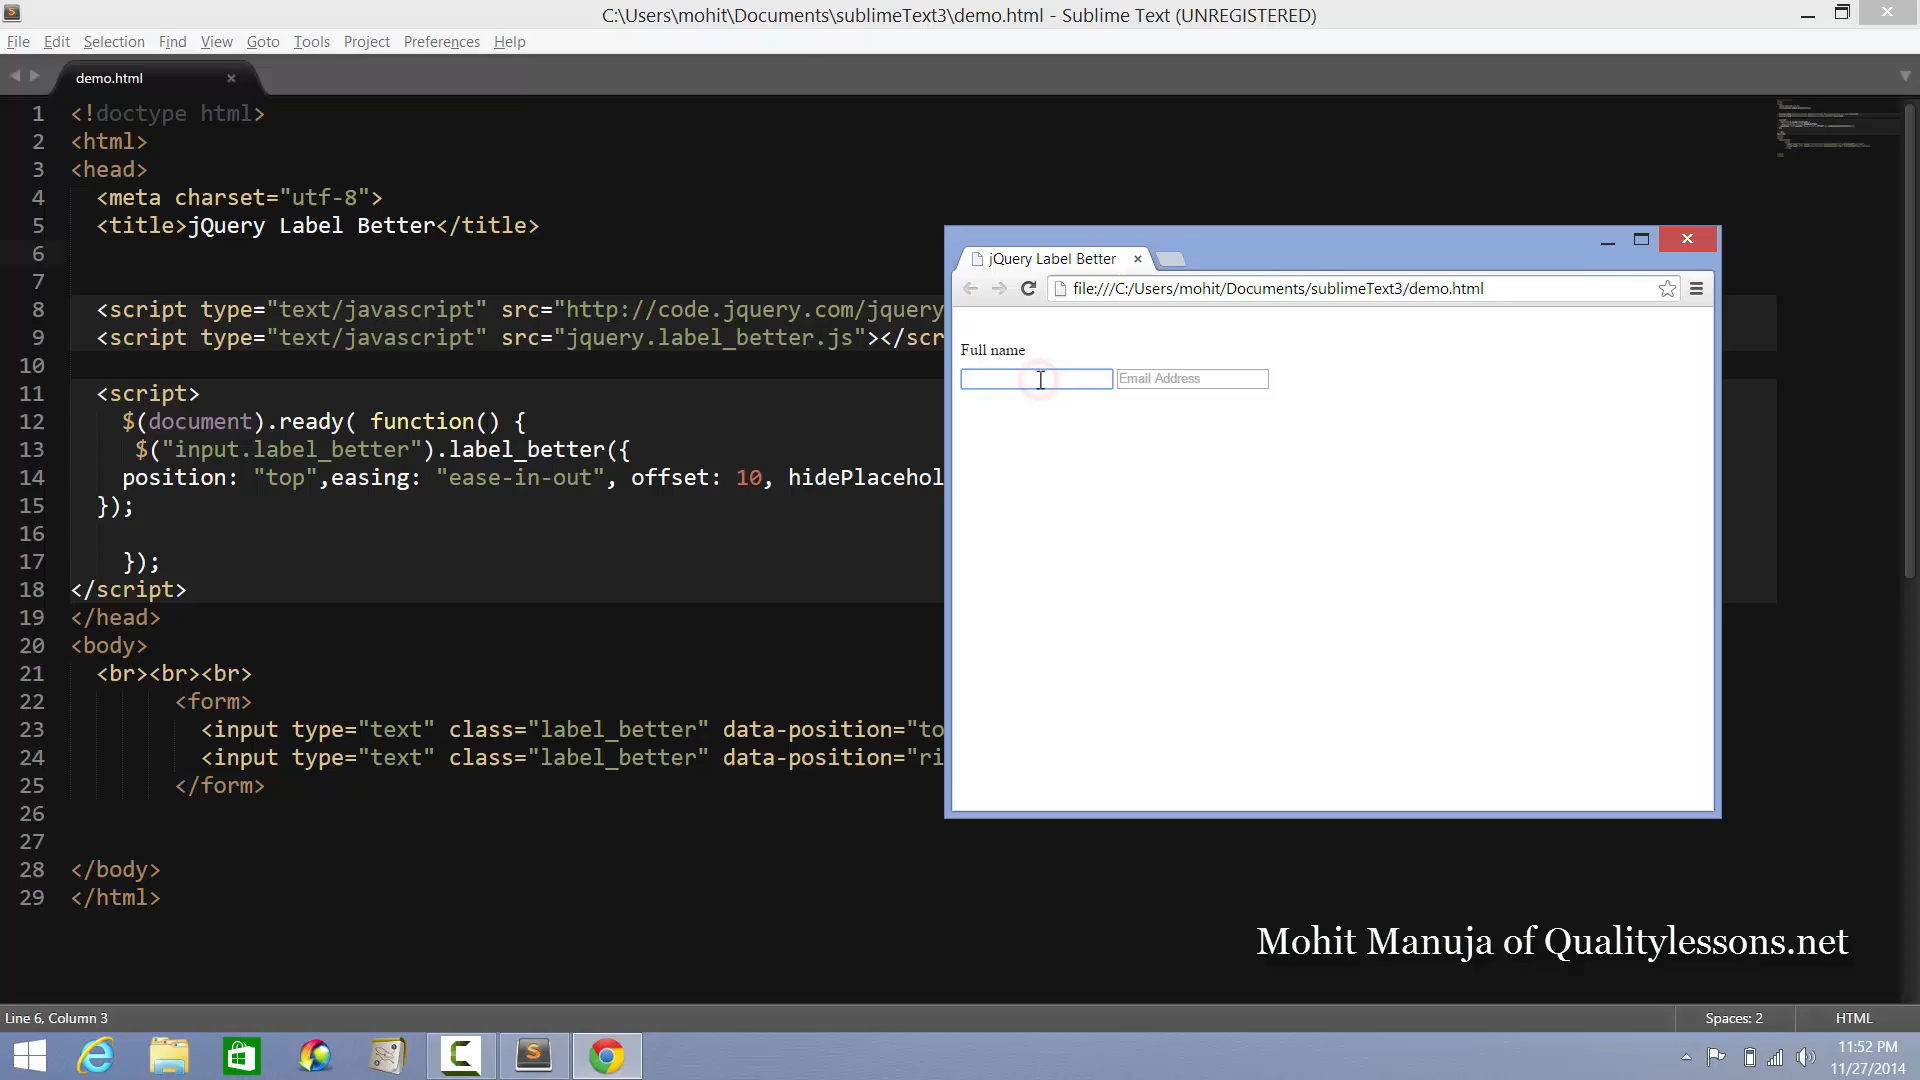 C:\Users\mohit\Documents\sublimeText3\demo.html - Sublime Text (UNREGISTERED)
File Edit Selection Find View Goto Tools Project Preferences Help
demo.html
1 <!doctype html>
2 <html>
3 <head>
4 <meta charset="utf-8">
5 <title>jQuery Label Better</title>
6
7
8 <script type="text/javascript" src="http://code.jquery.com/jquery
9 <script type="text/javascript" src="jquery.label_better.js"></scr
10
11 <script>
12 $(document).ready( function() {
13 $("input.label_better").label_better({
14 position: "top",easing: "ease-in-out", offset: 10, hidePlacehol
15 });
16
17 });
18 </script>
19 </head>
20 <body>
21 <br><br><br>
22 <form>
23 <input type="text" class="label_better" data-position="to
24 <input type="text" class="label_better" data-position="ri
25 </form>
26
27
28 </body>
29 </html>
jQuery Label Better
file:///C:/Users/mohit/Documents/sublimeText3/demo.html
Full name
Email Address
Mohit Manuja of Qualitylessons.net
Line 6, Column 3
Spaces: 2
HTML
11:52 PM
11/27/2014